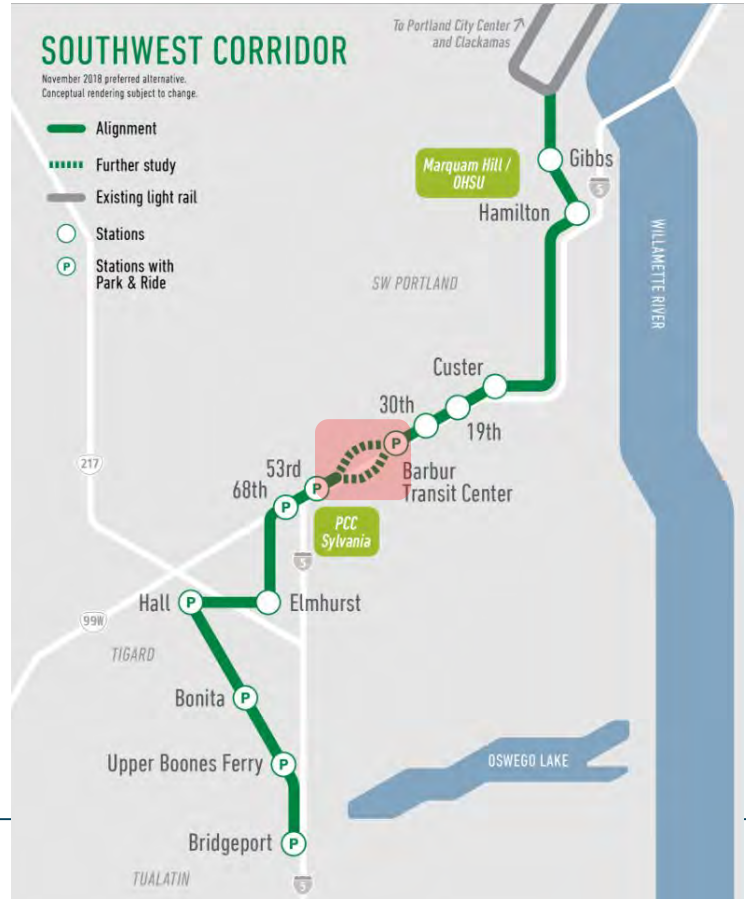 To Portland City Center
and Clackamas
SOUTHWEST CORRIDOR
November 2018 preferred alternative.
Conceptual rendering subject to change.
Alignment
Further study
Existing light rail
Stations
P
Stations with
Park & Ride
Marquam Hill /
OHSU
Gibbs
5
Hamilton
WILLAMETTE RIVER
SW PORTLAND
Custer
30th
19th
P
Barbur
Transit Center
217
53rd
P
68th
P
PCC
Sylvania
5
Hall
P
Elmhurst
99W
TIGARD
Bonita
P
Upper Boones Ferry
P
OSWEGO LAKE
Bridgeport
P
TUALATIN
5